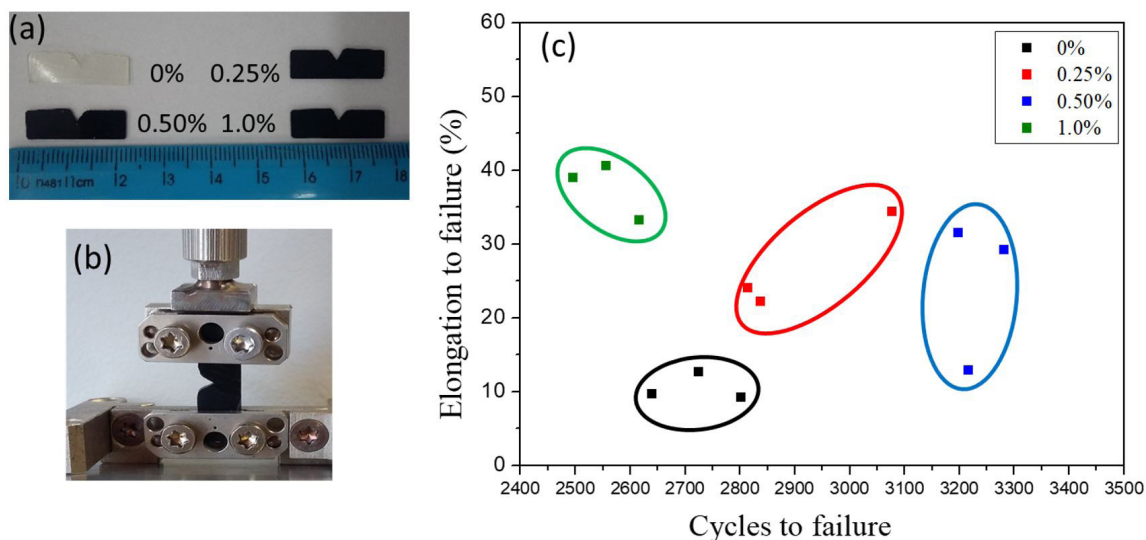 (a)
0% 0.25%
0.50% 1.0%
0 1cm 2 3 4 5 6 7 8
(b)
(c)
0%
0.25%
0.50%
1.0%
Elongation to failure (%)
60
50
40
30
20
10
0
2400 2500 2600 2700 2800 2900 3000 3100 3200 3300 3400 3500
Cycles to failure